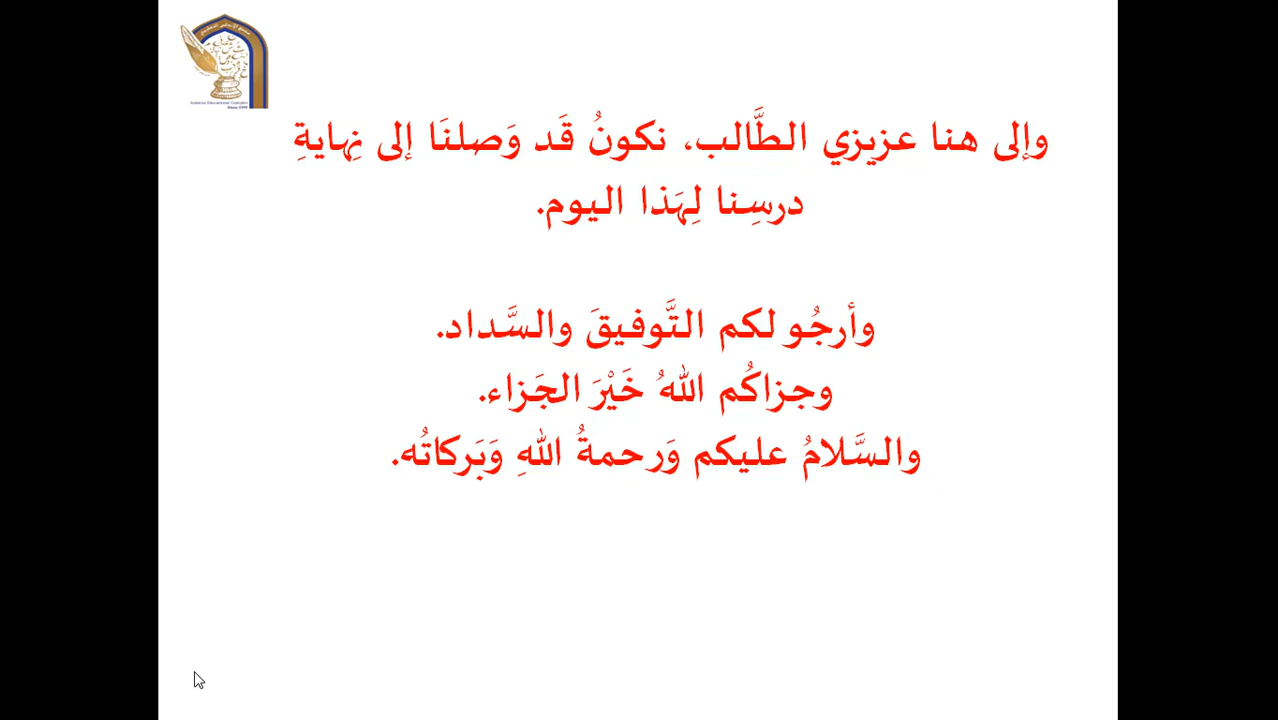 وإلى هنا عزيزي الطَّالب، نكونُ قَد وَصلنَا إلى نِهايةِ
درسِنا لِهَذا اليوم.
وأرجُو لكم التَّوفيقَ والسَّداد.
وجزاكُم اللهُ خَيْرَ الجَزاء.
والسَّلامُ عليكم وَرحمةُ اللهِ وَبَركاتُه.